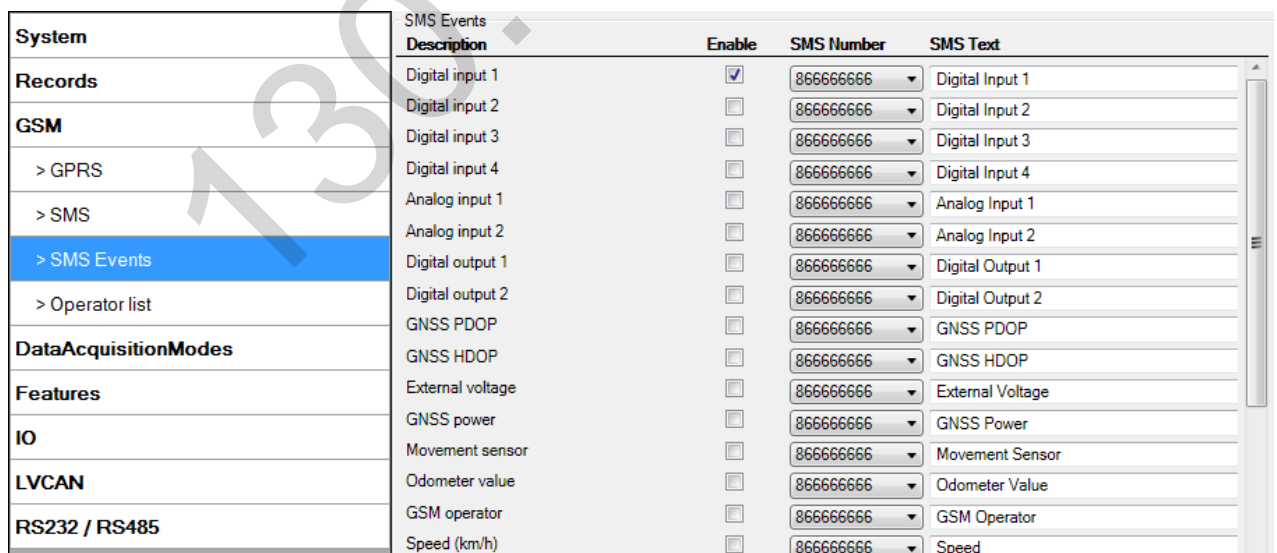 System
Records
GSM
> GPRS
> SMS
> SMS Events
> Operator list
DataAcquisitionModes
Features
IO
LVCAN
RS232 / RS485
SMS Events
Description Enable SMS Number SMS Text
Digital input 1 866666666 Digital Input 1
Digital input 2 866666666 Digital Input 2
Digital input 3 866666666 Digital Input 3
Digital input 4 866666666 Digital Input 4
Analog input 1 866666666 Analog Input 1
Analog input 2 866666666 Analog Input 2
Digital output 1 866666666 Digital Output 1
Digital output 2 866666666 Digital Output 2
GNSS PDOP 866666666 GNSS PDOP
GNSS HDOP 866666666 GNSS HDOP
External voltage 866666666 External Voltage
GNSS power 866666666 GNSS Power
Movement sensor 866666666 Movement Sensor
Odometer value 866666666 Odometer Value
GSM operator 866666666 GSM Operator
Speed (km/h) 866666666 Speed
130.